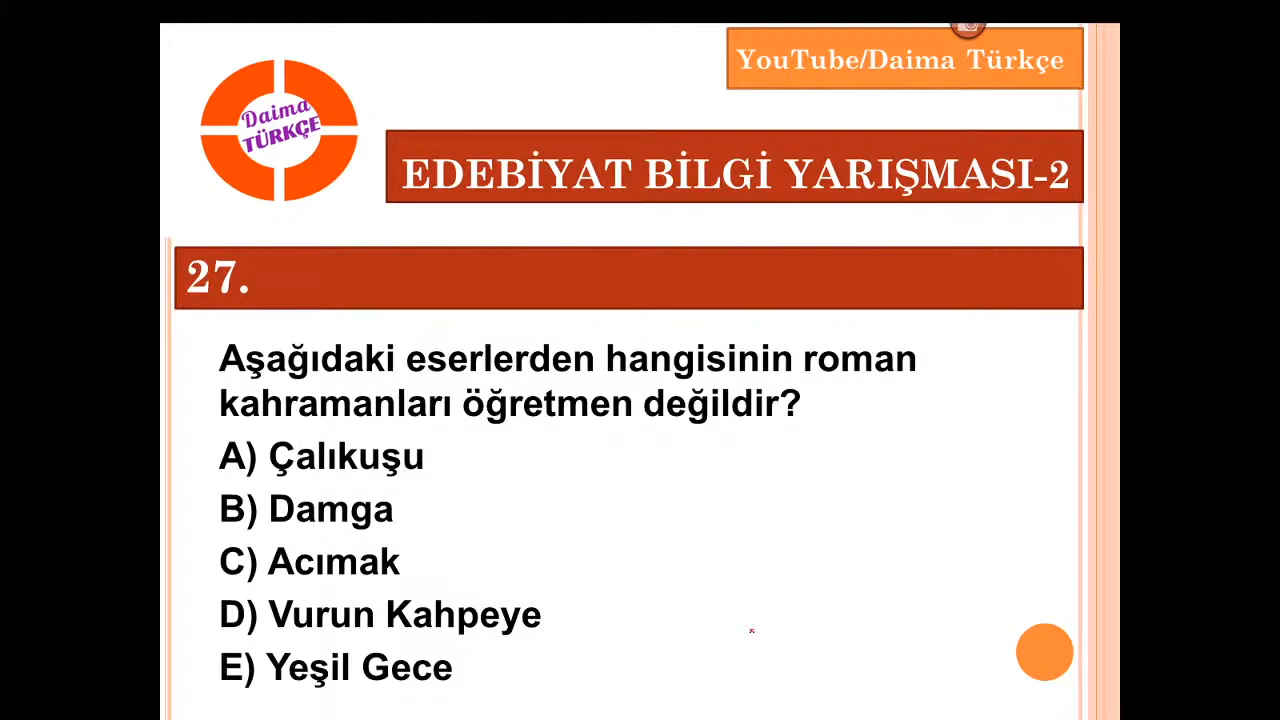 YouTube/Daima Türkçe
Daima
TÜRKÇE
EDEBİYAT BİLGİ YARIŞMASI-2
27.
Aşağıdaki eserlerden hangisinin roman
kahramanları öğretmen değildir?
A) Çalıkuşu
B) Damga
C) Acımak
D) Vurun Kahpeye
E) Yeşil Gece